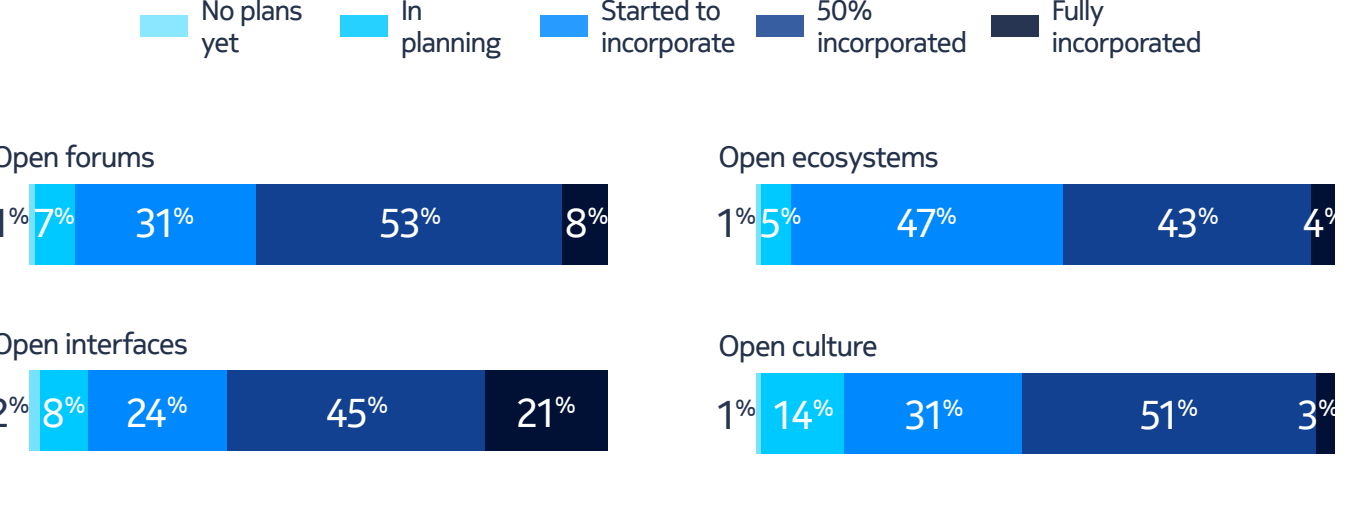 No plans
yet
In
planning
Started to
incorporate
50%
incorporated
Fully
incorporated
Open forums
1% 7% 31% 53% 8%
Open ecosystems
1% 5% 47% 43% 4%
Open interfaces
2% 8% 24% 45% 21%
Open culture
1% 14% 31% 51% 3%